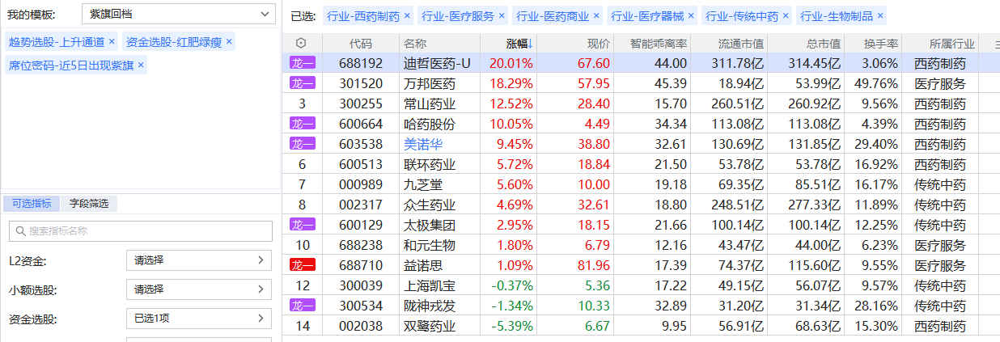 我的模板: 紫旗回档
趋势选股-上升通道 × 资金选股-红肥绿瘦 ×
席位密码-近5日出现紫旗 ×
可选指标 字段筛选
搜索指标名称
L2资金: 请选择
小额选股: 请选择
资金选股: 已选1项
已选: 行业-西药制药 × 行业-医疗服务 × 行业-医药商业 × 行业-医疗器械 × 行业-传统中药 × 行业-生物制品 ×
代码 名称 涨幅↓ 现价 智能乖离率 流通市值 总市值 换手率 所属行业
龙一 688192 迪哲医药-U 20.01% 67.60 44.00 311.78亿 314.45亿 3.06% 西药制药
龙一 301520 万邦医药 18.29% 57.95 45.39 18.94亿 53.99亿 49.76% 医疗服务
3 300255 常山药业 12.52% 28.40 15.70 260.51亿 260.92亿 9.56% 西药制药
龙一 600664 哈药股份 10.05% 4.49 34.34 113.08亿 113.08亿 4.39% 西药制药
龙一 603538 美诺华 9.45% 38.80 32.61 130.69亿 131.85亿 29.40% 西药制药
6 600513 联环药业 5.72% 18.84 21.50 53.78亿 53.78亿 16.92% 西药制药
7 000989 九芝堂 5.60% 10.00 19.18 69.35亿 85.51亿 16.17% 传统中药
8 002317 众生药业 4.69% 32.61 18.80 248.51亿 277.33亿 11.89% 传统中药
龙一 600129 太极集团 2.95% 18.15 21.66 100.14亿 100.14亿 12.25% 传统中药
10 688238 和元生物 1.80% 6.79 12.16 43.47亿 44.00亿 6.23% 医疗服务
龙一 688710 益诺思 1.09% 81.96 17.39 74.37亿 115.60亿 9.55% 医疗服务
12 300039 上海凯宝 -0.37% 5.36 17.22 49.15亿 56.07亿 9.57% 传统中药
龙一 300534 陇神戎发 -1.34% 10.33 32.89 31.20亿 31.34亿 28.16% 传统中药
14 002038 双鹭药业 -5.39% 6.67 9.95 56.91亿 68.63亿 15.30% 西药制药